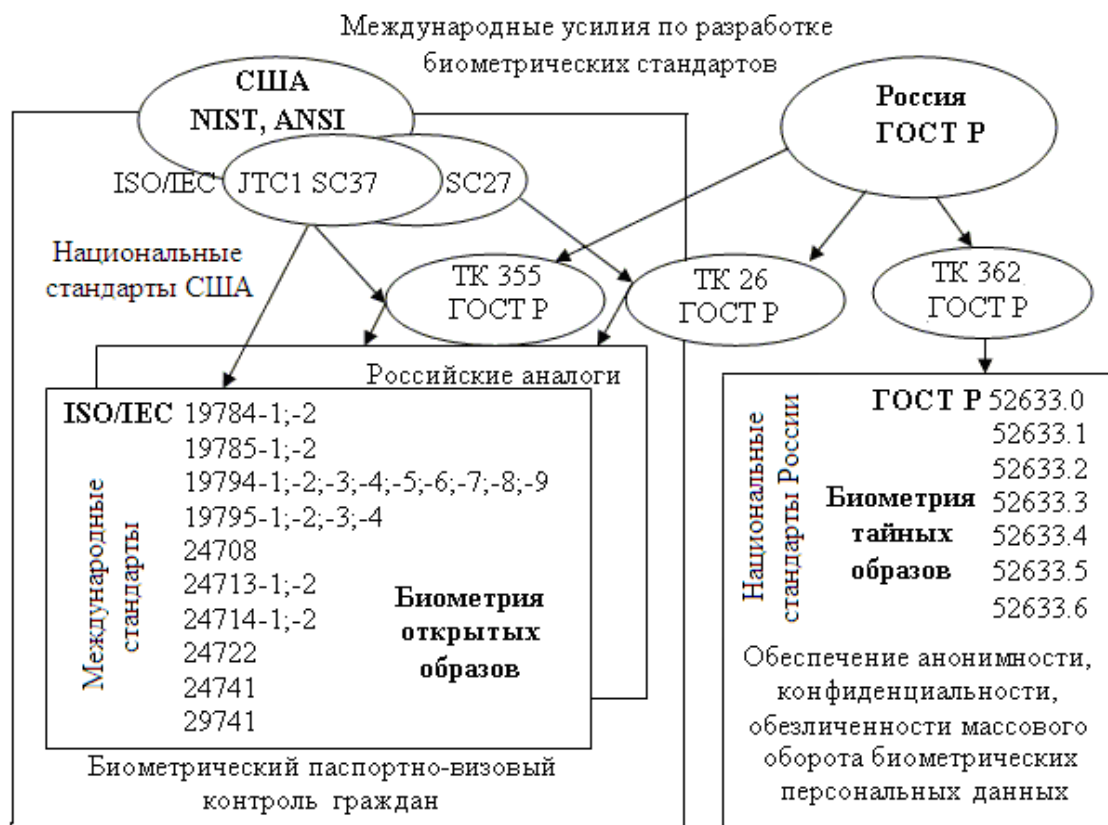 Международные усилия по разработке
биометрических стандартов
США
NIST, ANSI
Россия
ГОСТ Р
ISO/IEC
JTC1 SC37
SC27
Национальные
стандарты США
ТК 355
ГОСТ Р
ТК 26
ГОСТ Р
ТК 362
ГОСТ Р
Российские аналоги
ISO/IEC 19784-1;-2
19785-1;-2
19794-1;-2;-3;-4;-5;-6;-7;-8;-9
19795-1;-2;-3;-4
24708
24713-1;-2
24714-1;-2
24722
24741
29741
Международные
стандарты
Биометрия
открытых
образов
Биометрический паспортно-визовый
контроль граждан
ГОСТ Р 52633.0
52633.1
52633.2
52633.3
52633.4
52633.5
52633.6
Национальные
стандарты России
Биометрия
тайных
образов
Обеспечение анонимности,
конфиденциальности,
обезличенности массового
оборота биометрических
персональных данных